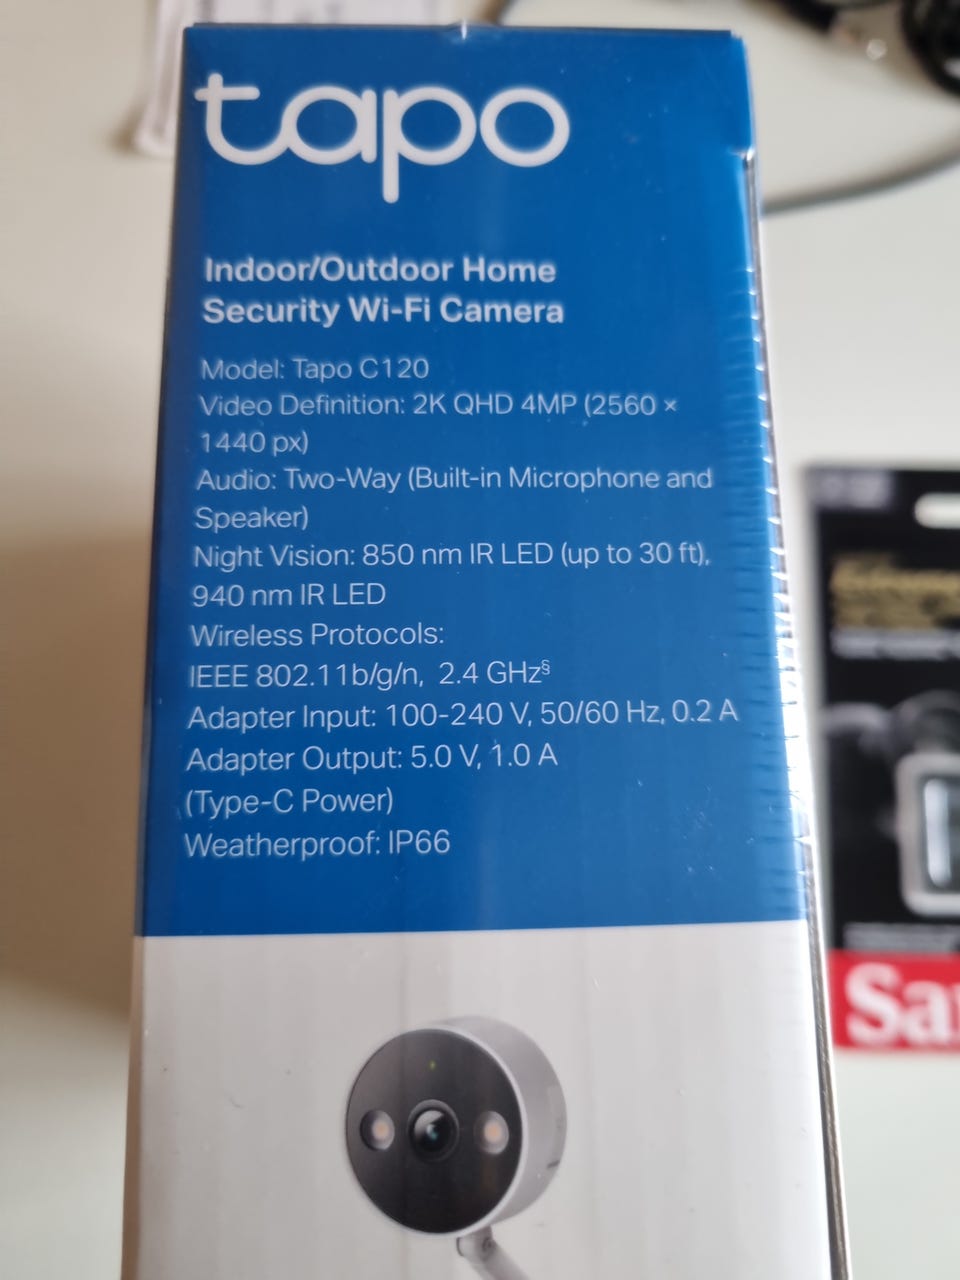 tapo
Indoor/Outdoor Home
Security Wi-Fi Camera
Model: Tapo C120
Video Definition: 2K QHD 4MP (2560 ×
1440 px)
Audio: Two-Way (Built-in Microphone and
Speaker)
Night Vision: 850 nm IR LED (up to 30 ft),
940 nm IR LED
Wireless Protocols:
IEEE 802.11b/g/n, 2.4 GHz§
Adapter Input: 100-240 V, 50/60 Hz, 0.2 A
Adapter Output: 5.0 V, 1.0 A
(Type-C Power)
Weatherproof: IP66